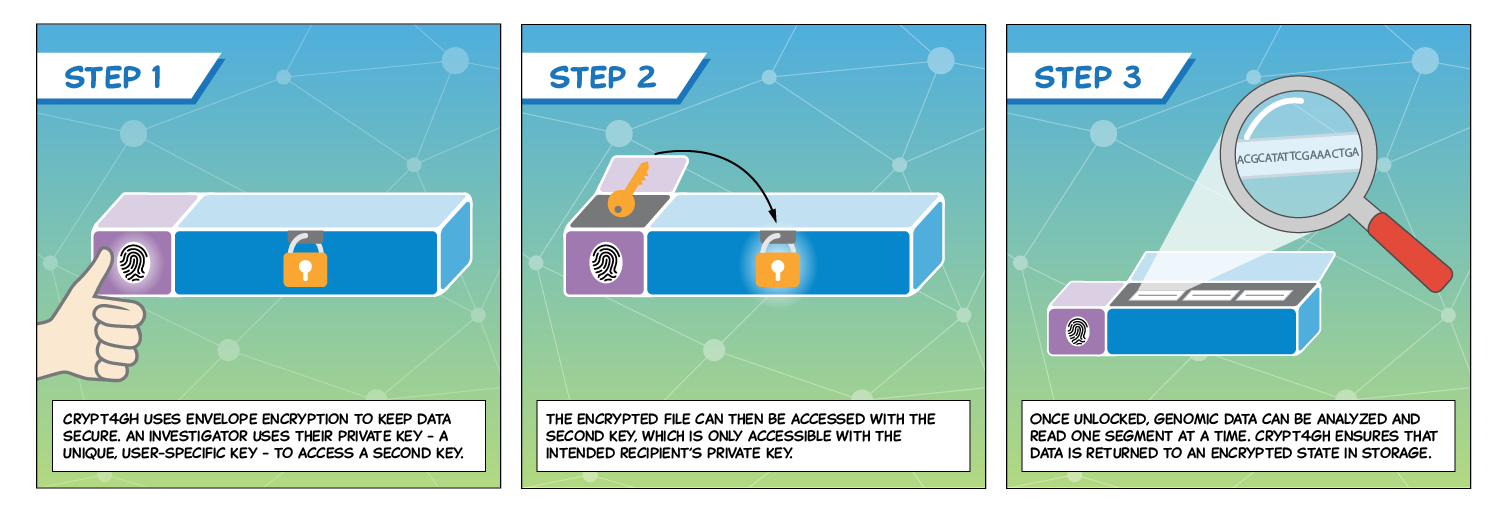 STEP 1
CRYPT4GH USES ENVELOPE ENCRYPTION TO KEEP DATA
SECURE. AN INVESTIGATOR USES THEIR PRIVATE KEY - A
UNIQUE, USER-SPECIFIC KEY - TO ACCESS A SECOND KEY.
STEP 2
THE ENCRYPTED FILE CAN THEN BE ACCESSED WITH THE
SECOND KEY, WHICH IS ONLY ACCESSIBLE WITH THE
INTENDED RECIPIENT'S PRIVATE KEY.
STEP 3
ACGCATATTCGAAACTGA
ONCE UNLOCKED, GENOMIC DATA CAN BE ANALYZED AND
READ ONE SEGMENT AT A TIME. CRYPT4GH ENSURES THAT
DATA IS RETURNED TO AN ENCRYPTED STATE IN STORAGE.